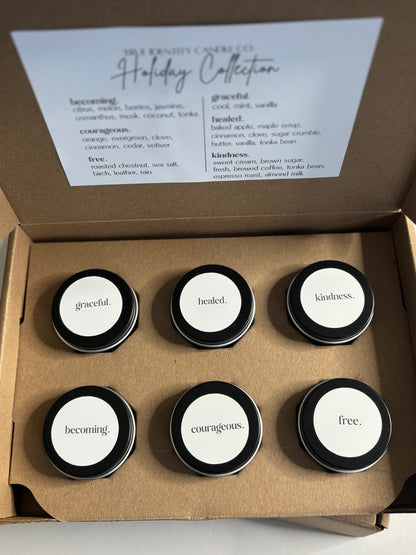 TRUE IDENTITY CANDLE CO.
Holiday Collection
becoming.
citrus, melon, berries, jasmine,
osmanthus, musk, coconut, tonka
courageous.
orange, evergreen, clove,
cinnamon, cedar, vetiver
free.
roasted chestnut, sea salt,
birch, leather, rain
graceful.
cool, mint, vanilla
healed.
baked apple, maple syrup,
cinnamon, clove, sugar crumble,
butter, vanilla, tonka bean
kindness.
sweet cream, brown sugar,
fresh, brewed coffee, tonka bean,
espresso roast, almond milk
graceful.
healed.
kindness.
becoming.
courageous.
free.